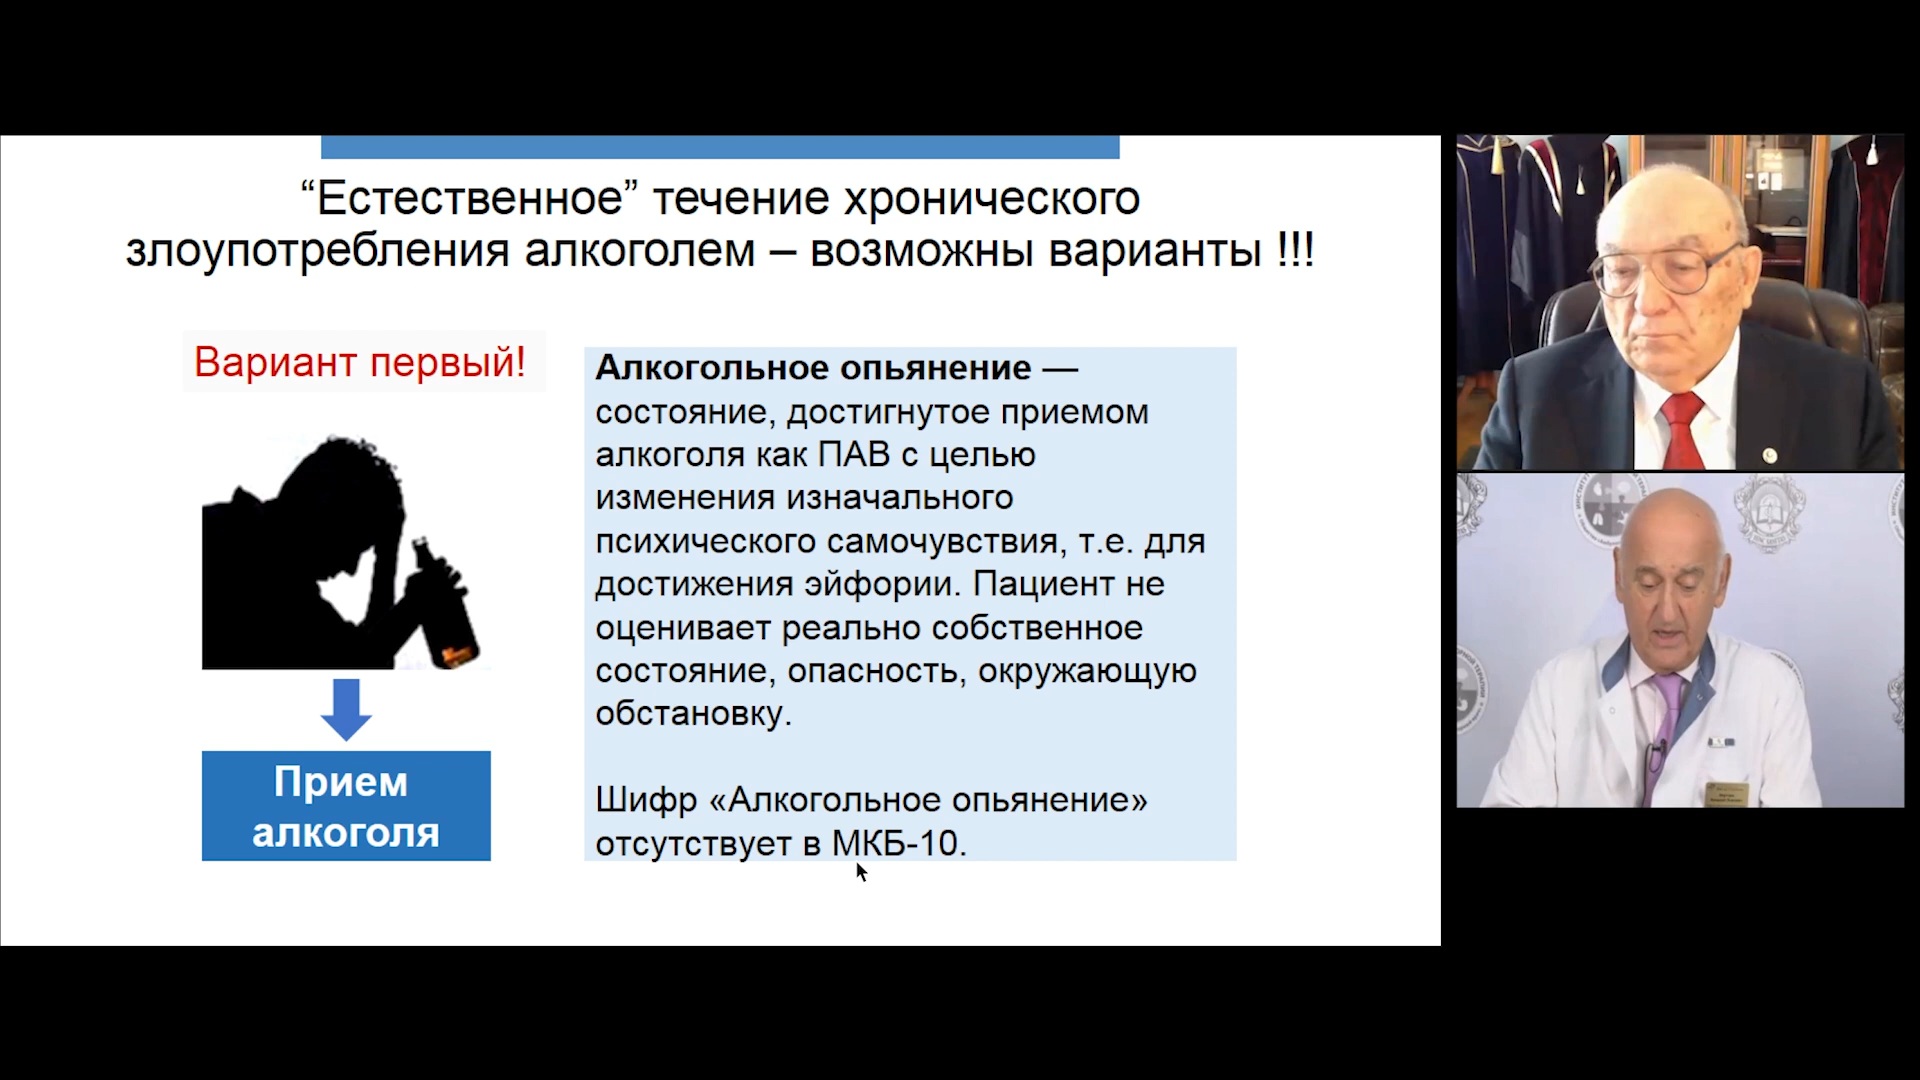 “Естественное” течение хронического
злоупотребления алкоголем – возможны варианты !!!
Вариант первый!
Прием
алкоголя
Алкогольное опьянение —
состояние, достигнутое приемом
алкоголя как ПАВ с целью
изменения изначального
психического самочувствия, т.е. для
достижения эйфории. Пациент не
оценивает реально собственное
состояние, опасность, окружающую
обстановку.
Шифр «Алкогольное опьянение»
отсутствует в МКБ-10.